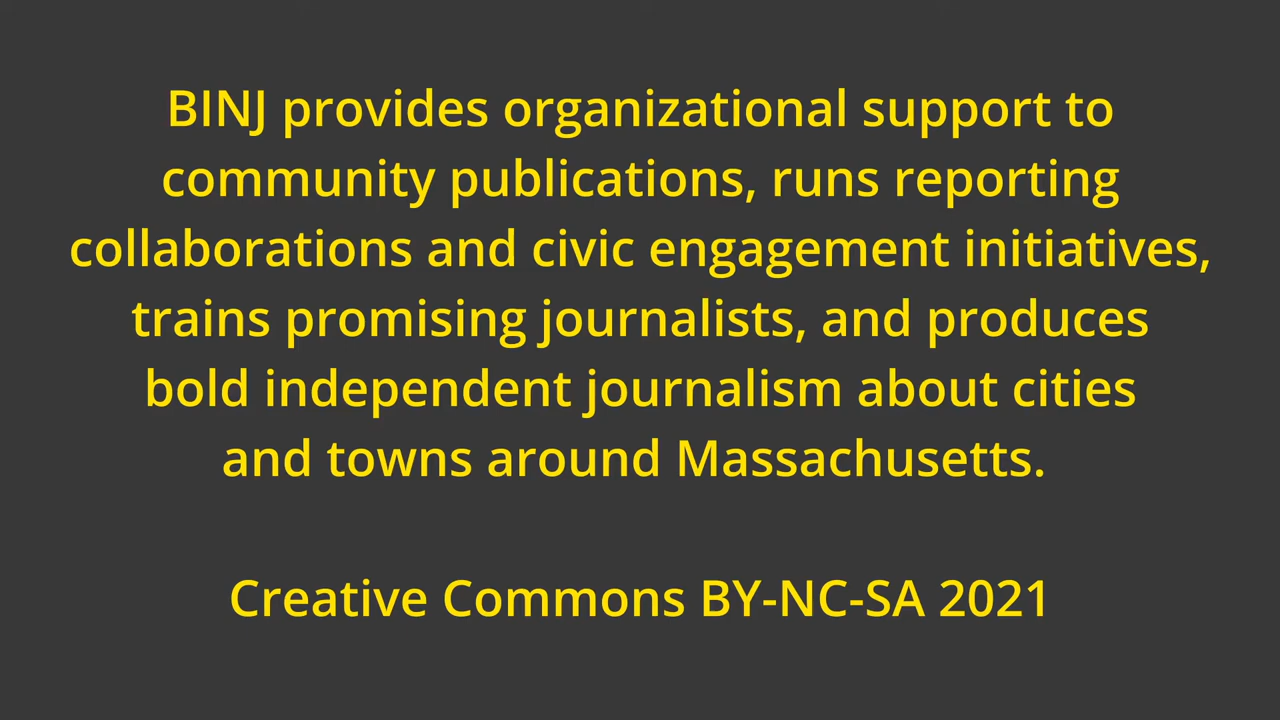 BINJ provides organizational support to
community publications, runs reporting
collaborations and civic engagement initiatives,
trains promising journalists, and produces
bold independent journalism about cities
and towns around Massachusetts.
Creative Commons BY-NC-SA 2021